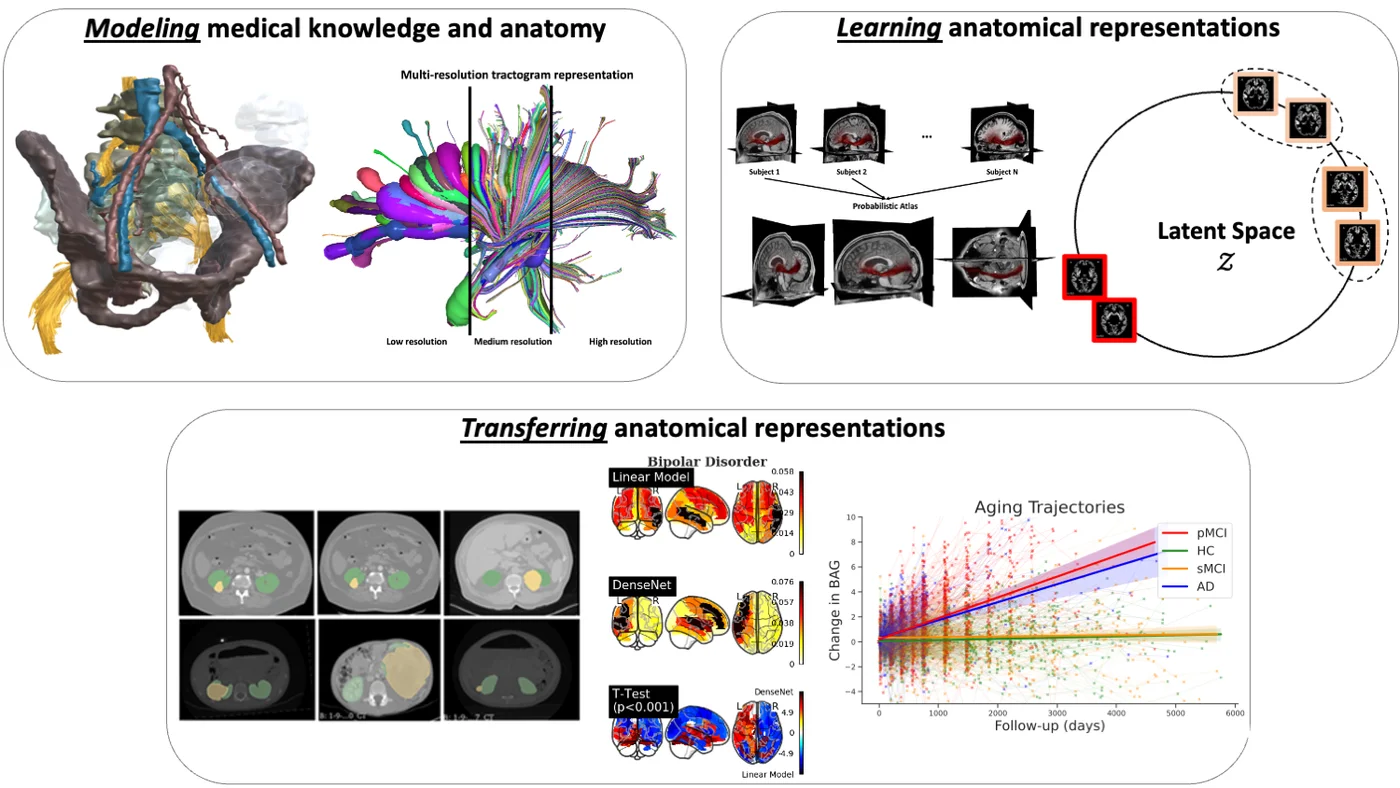 Modeling medical knowledge and anatomy
Multi-resolution tractogram representation
Low resolution
Medium resolution
High resolution
Learning anatomical representations
...
Subject 1
Subject 2
Subject N
Probabilistic Atlas
Latent Space
𝒵
Transferring anatomical representations
Bipolar Disorder
Linear Model
L R
R
0.058
0.043
29
0.014
0
DenseNet
L R
R
0.076
0.057
0.038
0.019
0
T-Test
(p<0.001)
L R
R
DenseNet
4.9
0
-4.9
Linear Model
Aging Trajectories
Change in BAG
10
8
6
4
2
0
−2
−4
0
1000
2000
3000
4000
5000
6000
Follow-up (days)
pMCI
HC
sMCI
AD